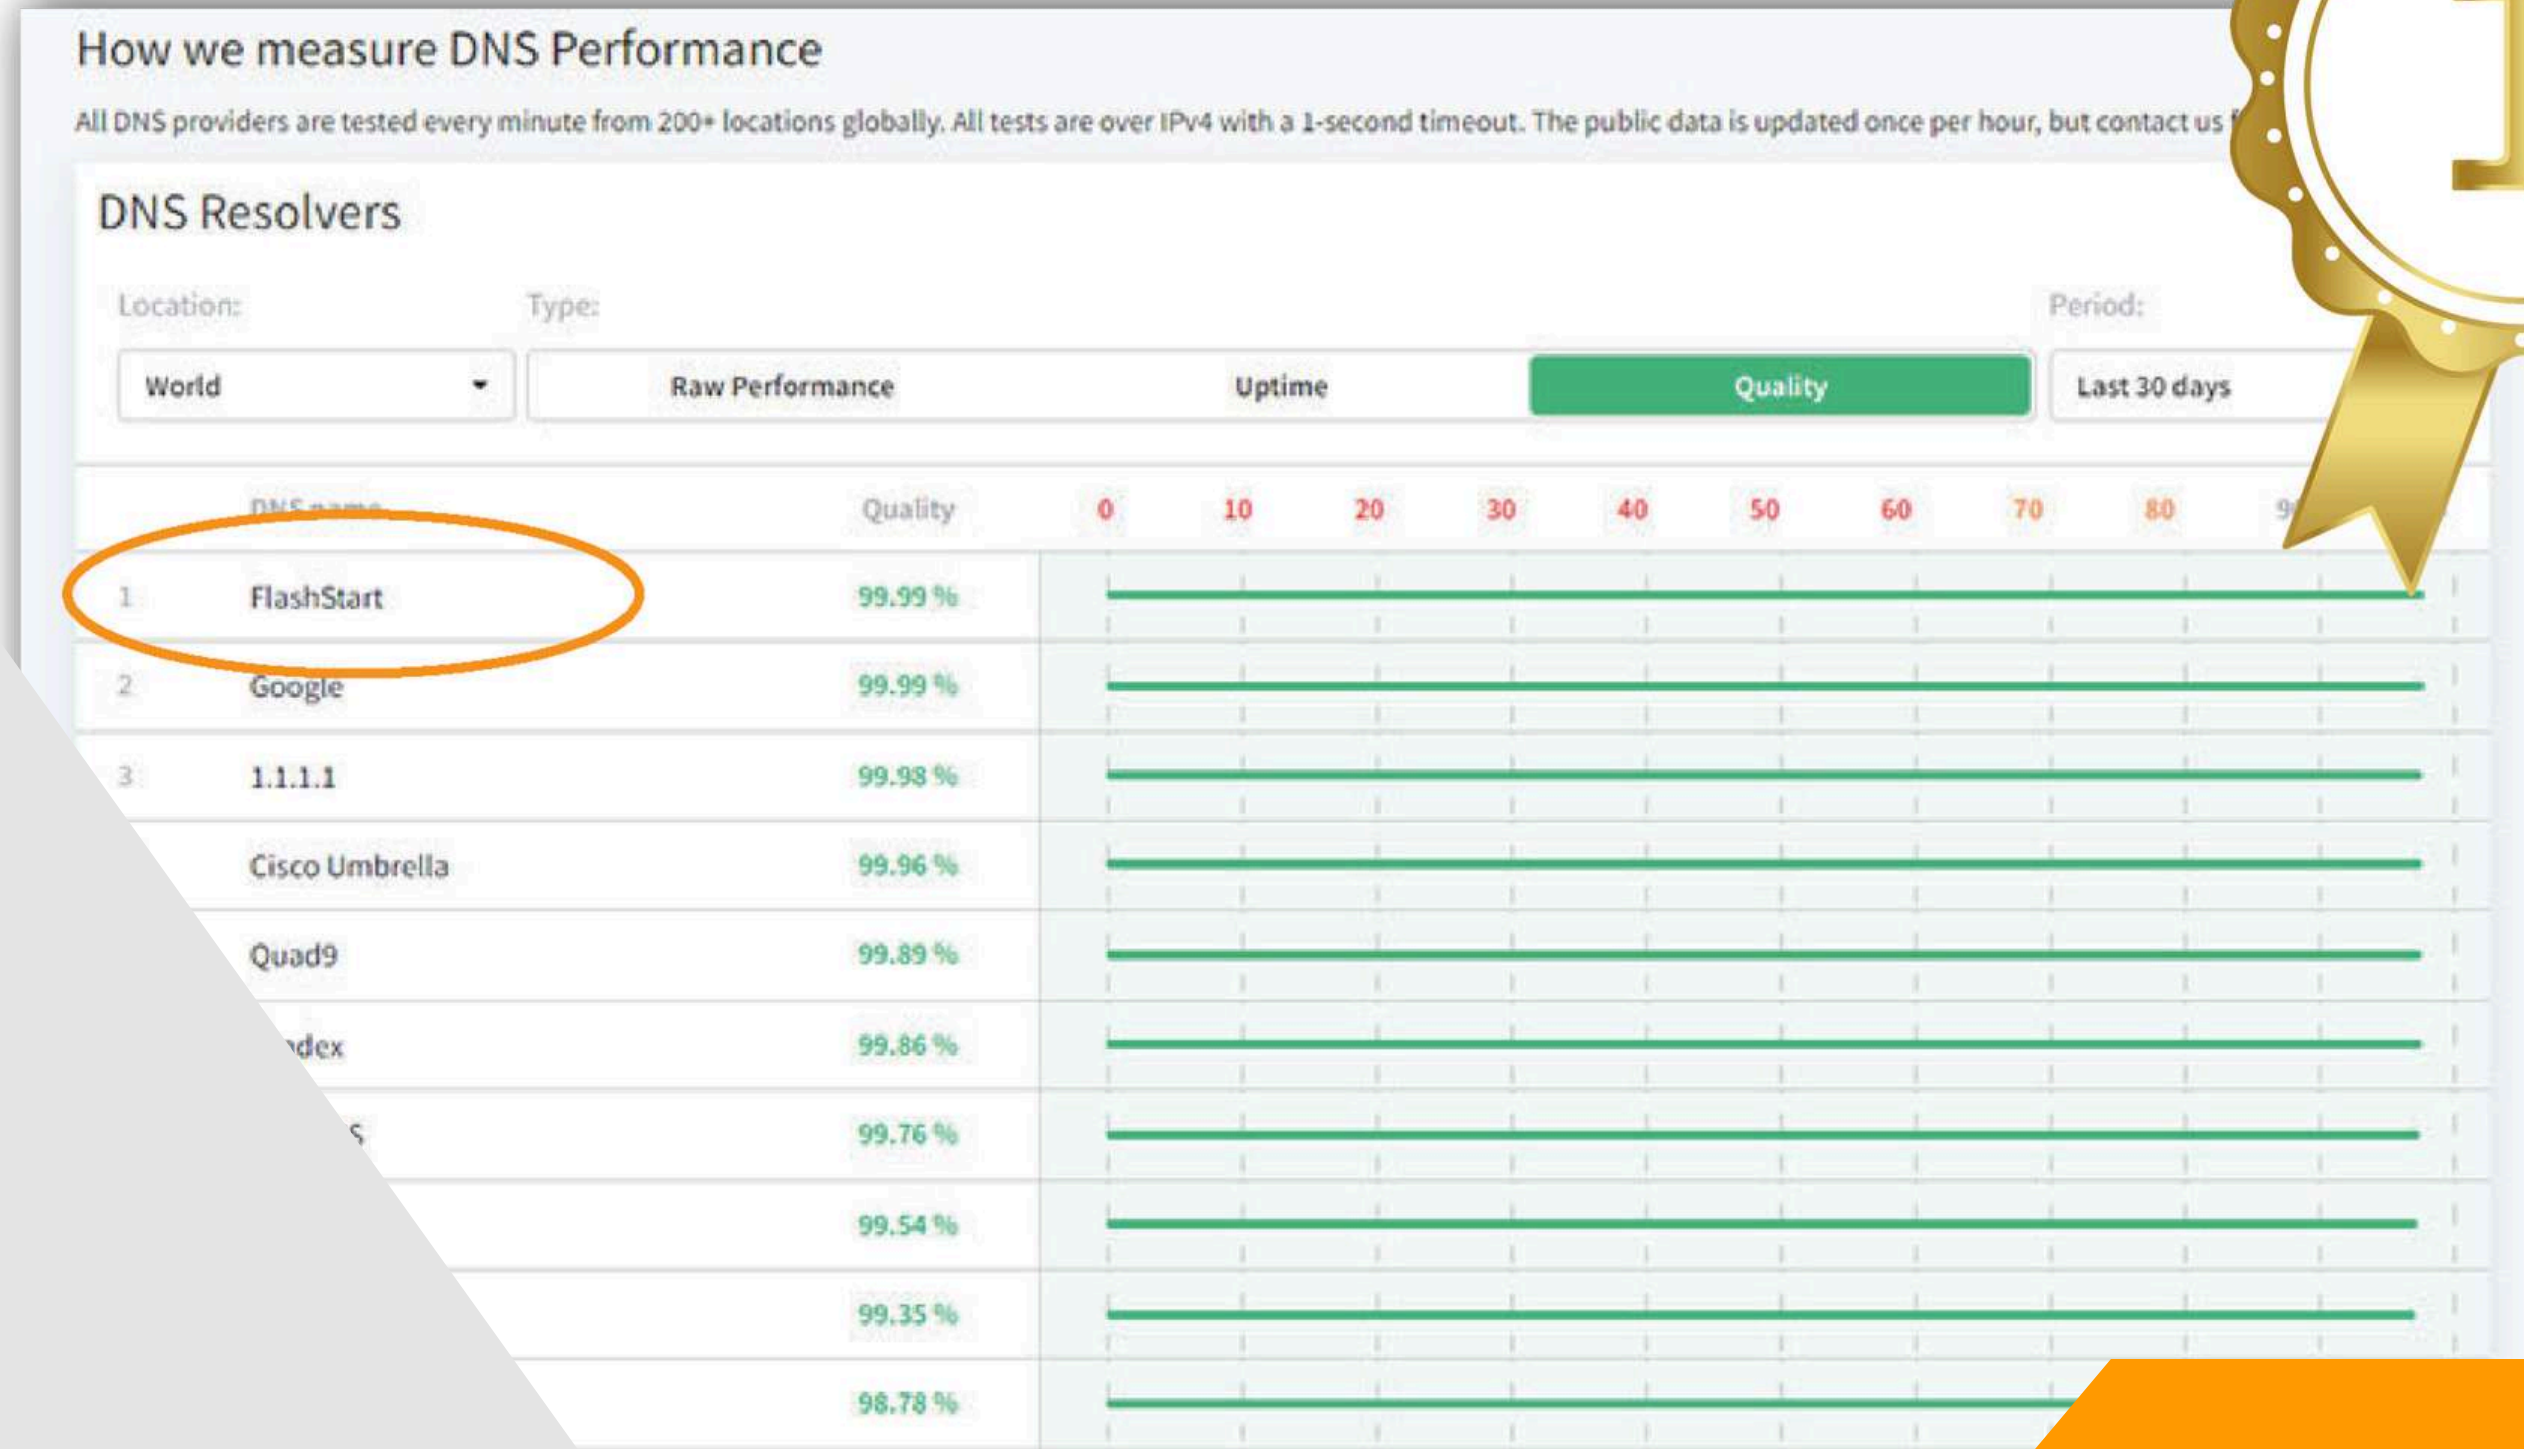 How we measure DNS Performance
All DNS providers are tested every minute from 200+ locations globally. All tests are over IPv4 with a 1-second timeout. The public data is updated once per hour, but contact us
1
DNS Resolvers
Location: Type: Period:
World Raw Performance Uptime Quality Last 30 days
DNS name Quality 0 10 20 30 40 50 60 70 80
1 FlashStart 99.99 %
2 Google 99.99 %
3 1.1.1.1 99.98 %
Cisco Umbrella 99.96 %
Quad9 99.89 %
99.86 %
99.76 %
99.54 %
99.35 %
98.78 %